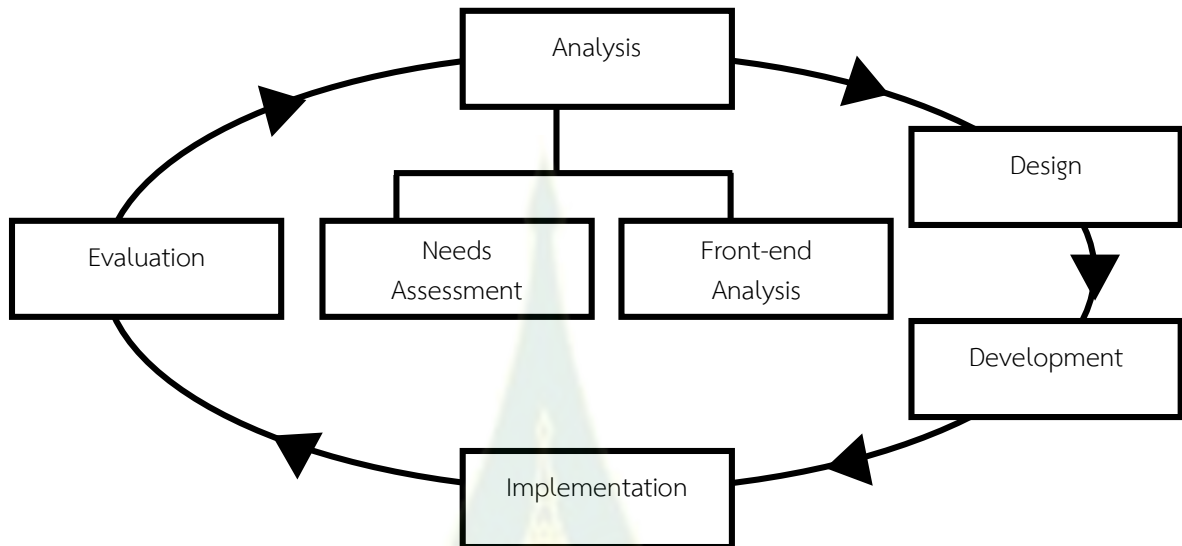 Analysis
Design
Evaluation
Needs
Assessment
Front-end
Analysis
Development
Implementation